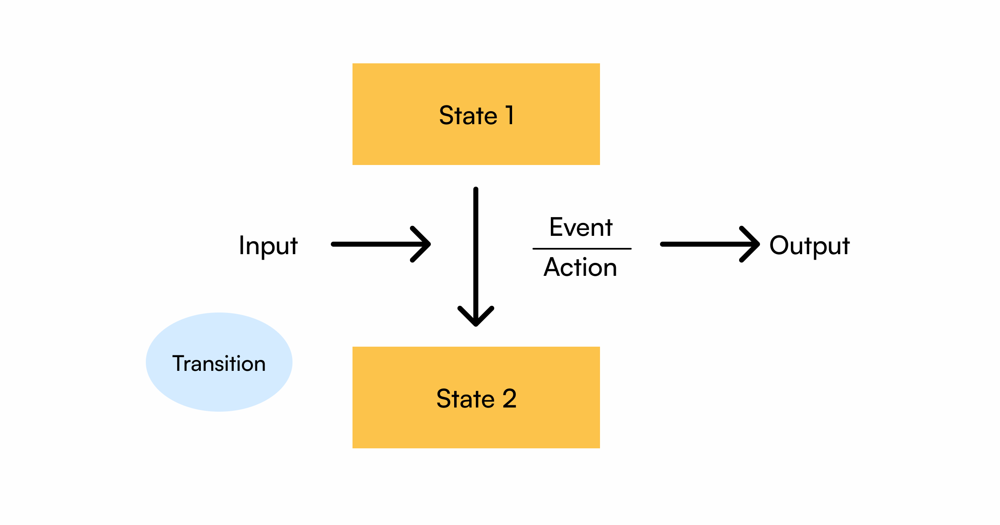 State 1
Input
Event
Action
Output
Transition
State 2